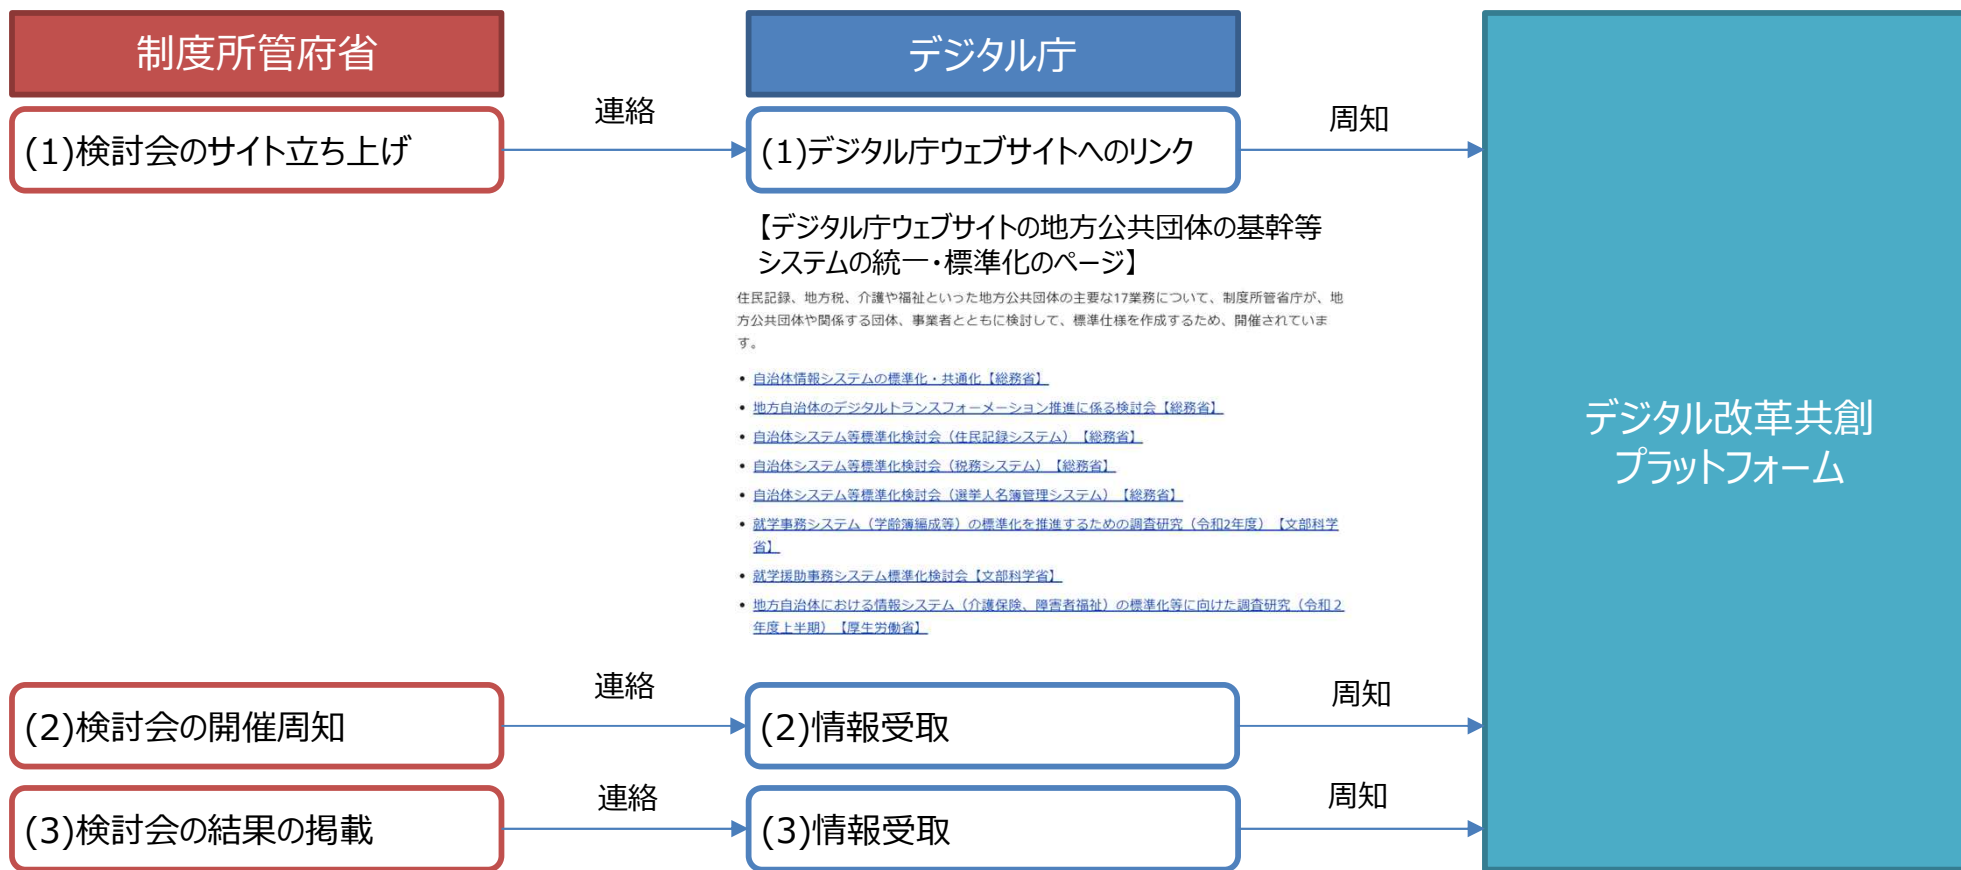 制度所管府省
デジタル庁
連絡
周知
(1)検討会のサイト立ち上げ
(1)デジタル庁ウェブサイトへのリンク
【デジタル庁ウェブサイトの地方公共団体の基幹等
システムの統一・標準化のページ】
住民記録、地方税、介護や福祉といった地方公共団体の主要な17業務について、制度所管省庁が、地
方公共団体や関係する団体、事業者とともに検討して、標準仕様を作成するため、開催されていま
す。
• 自治体情報システムの標準化・共通化【総務省】
• 地方自治体のデジタルトランスフォーメーション推進に係る検討会【総務省】
• 自治体システム等標準化検討会（住民記録システム）【総務省】
• 自治体システム等標準化検討会（税務システム）【総務省】
• 自治体システム等標準化検討会（選挙人名簿管理システム）【総務省】
• 就学事務システム（学齢簿編成等）の標準化を推進するための調査研究（令和2年度）【文部科学
省】
• 就学援助事務システム標準化検討会【文部科学省】
• 地方自治体における情報システム（介護保険、障害者福祉）の標準化等に向けた調査研究（令和２
年度上半期）【厚生労働省】
デジタル改革共創
プラットフォーム
連絡
周知
(2)検討会の開催周知
(2)情報受取
連絡
周知
(3)検討会の結果の掲載
(3)情報受取